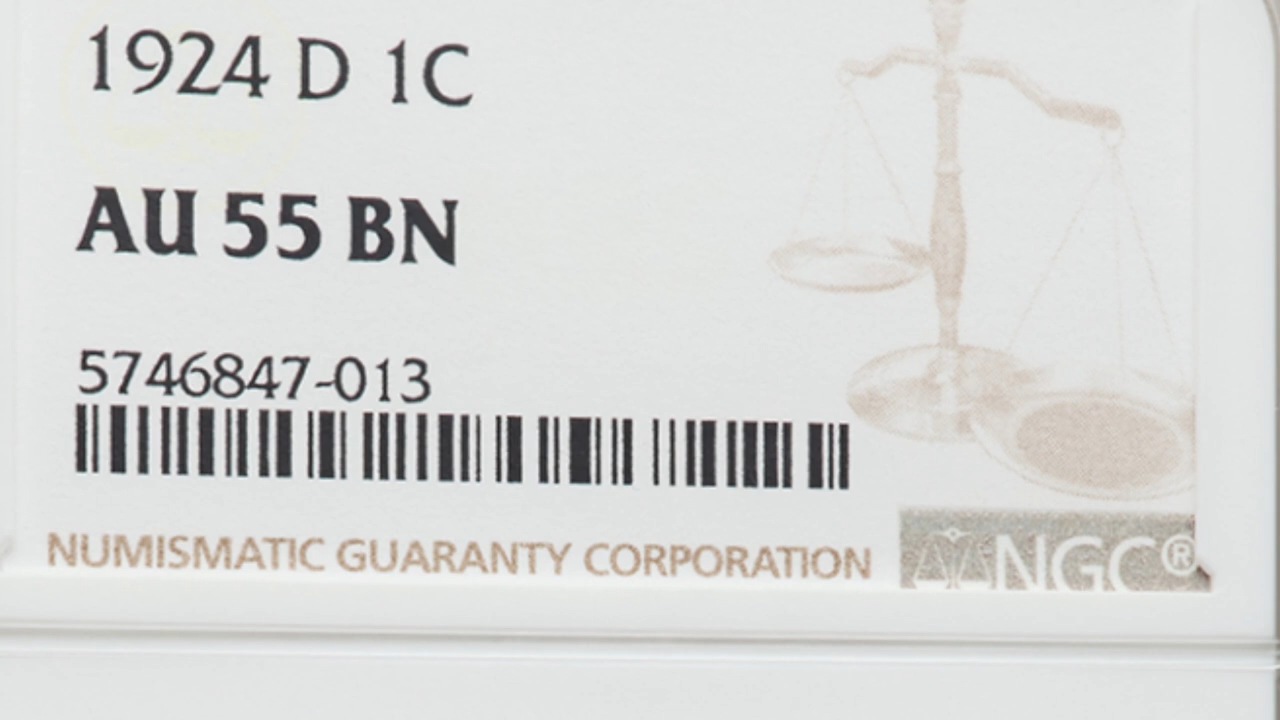 1924 D 1C
AU 55 BN
5746847-013
NUMISMATIC GUARANTY CORPORATION
NGC®